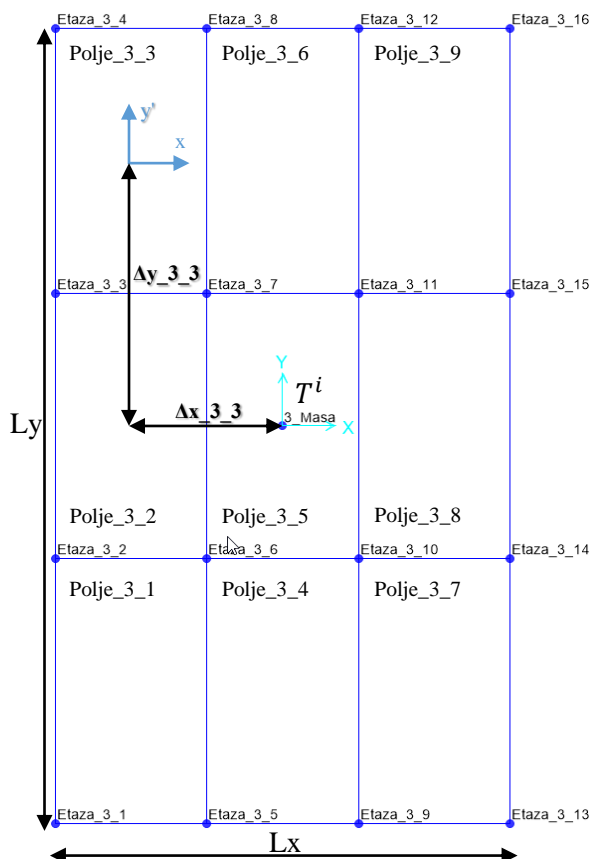 Etaza_3_4 Etaza_3_8 Etaza_3_12 Etaza_3_16
Polje_3_3 Polje_3_6 Polje_3_9
y'
x
Δy_3_3
Etaza_3_3 Etaza_3_7 Etaza_3_11 Etaza_3_15
Y
T^i
Δx_3_3
3_Masa
X
Ly
Polje_3_2 Polje_3_5 Polje_3_8
Etaza_3_2 Etaza_3_6 Etaza_3_10 Etaza_3_14
Polje_3_1 Polje_3_4 Polje_3_7
Etaza_3_1 Etaza_3_5 Etaza_3_9 Etaza_3_13
Lx